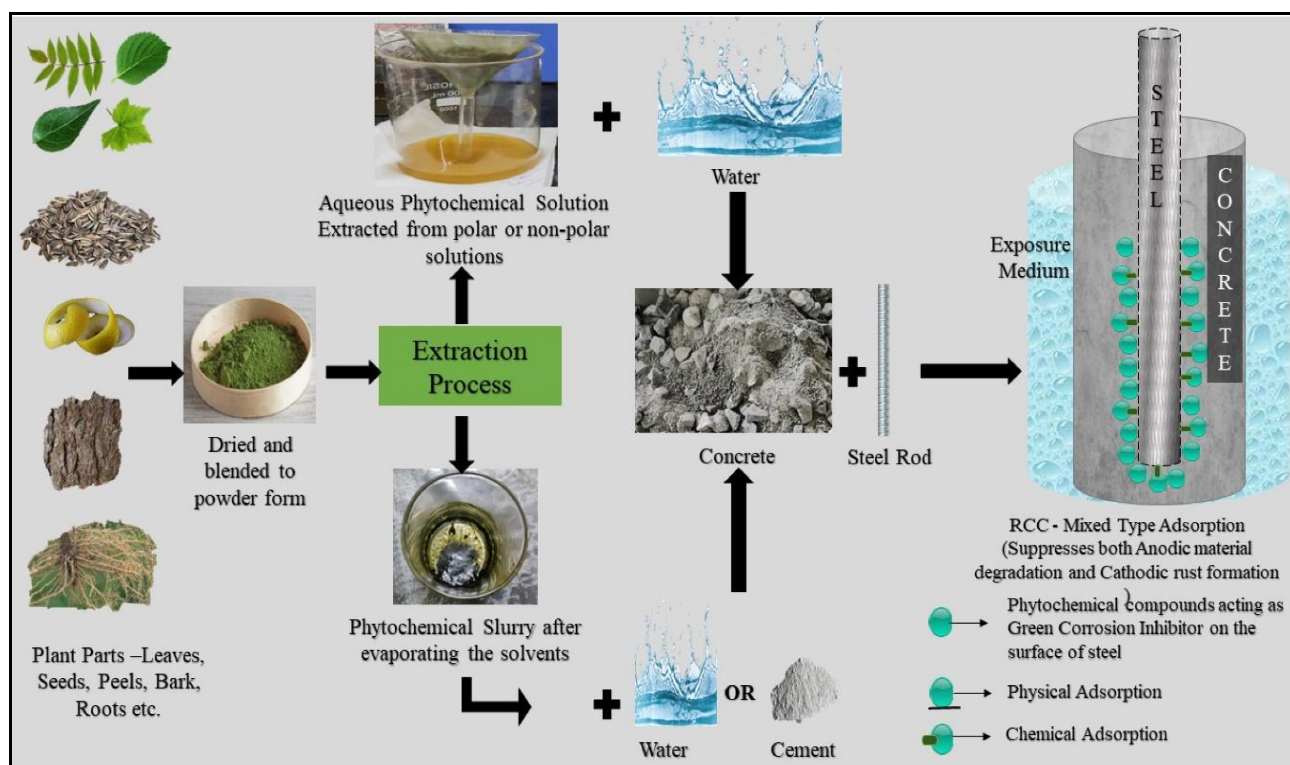 Aqueous Phytochemical Solution
Extracted from polar or non-polar
solutions
Water
Dried and
blended to
powder form
Extraction
Process
Concrete
Steel Rod
Phytochemical Slurry after
evaporating the solvents
Water
OR
Cement
Plant Parts –Leaves,
Seeds, Peels, Bark,
Roots etc.
STEEL
CONCRETE
Exposure
Medium
RCC - Mixed Type Adsorption
(Suppresses both Anodic material
degradation and Cathodic rust formation
)
Phytochemical compounds acting as
Green Corrosion Inhibitor on the
surface of steel
Physical Adsorption
Chemical Adsorption